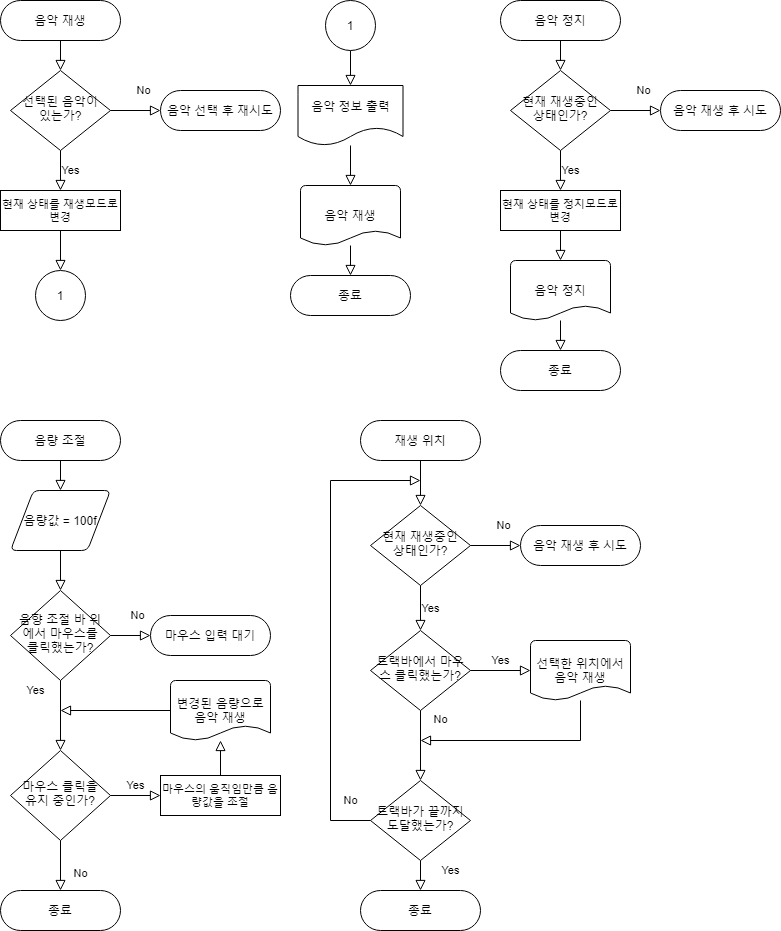 음악 재생
선택된 음악이
있는가?
No
음악 선택 후 재시도
Yes
현재 상태를 재생모드로
변경
1
1
음악 정보 출력
음악 재생
종료
음악 정지
현재 재생중인
상태인가?
No
음악 재생 후 시도
Yes
현재 상태를 정지모드로
변경
음악 정지
종료
음량 조절
음량값 = 100f
음향 조절 바 위
에서 마우스를
클릭했는가?
No
마우스 입력 대기
Yes
변경된 음량으로
음악 재생
마우스 클릭을
유지 중인가?
Yes
마우스의 움직임만큼 음
량값을 조절
No
종료
재생 위치
현재 재생중인
상태인가?
No
음악 재생 후 시도
Yes
트랙바에서 마우
스 클릭했는가?
Yes
선택한 위치에서
음악 재생
No
트랙바가 끝까지
도달했는가?
No
Yes
종료